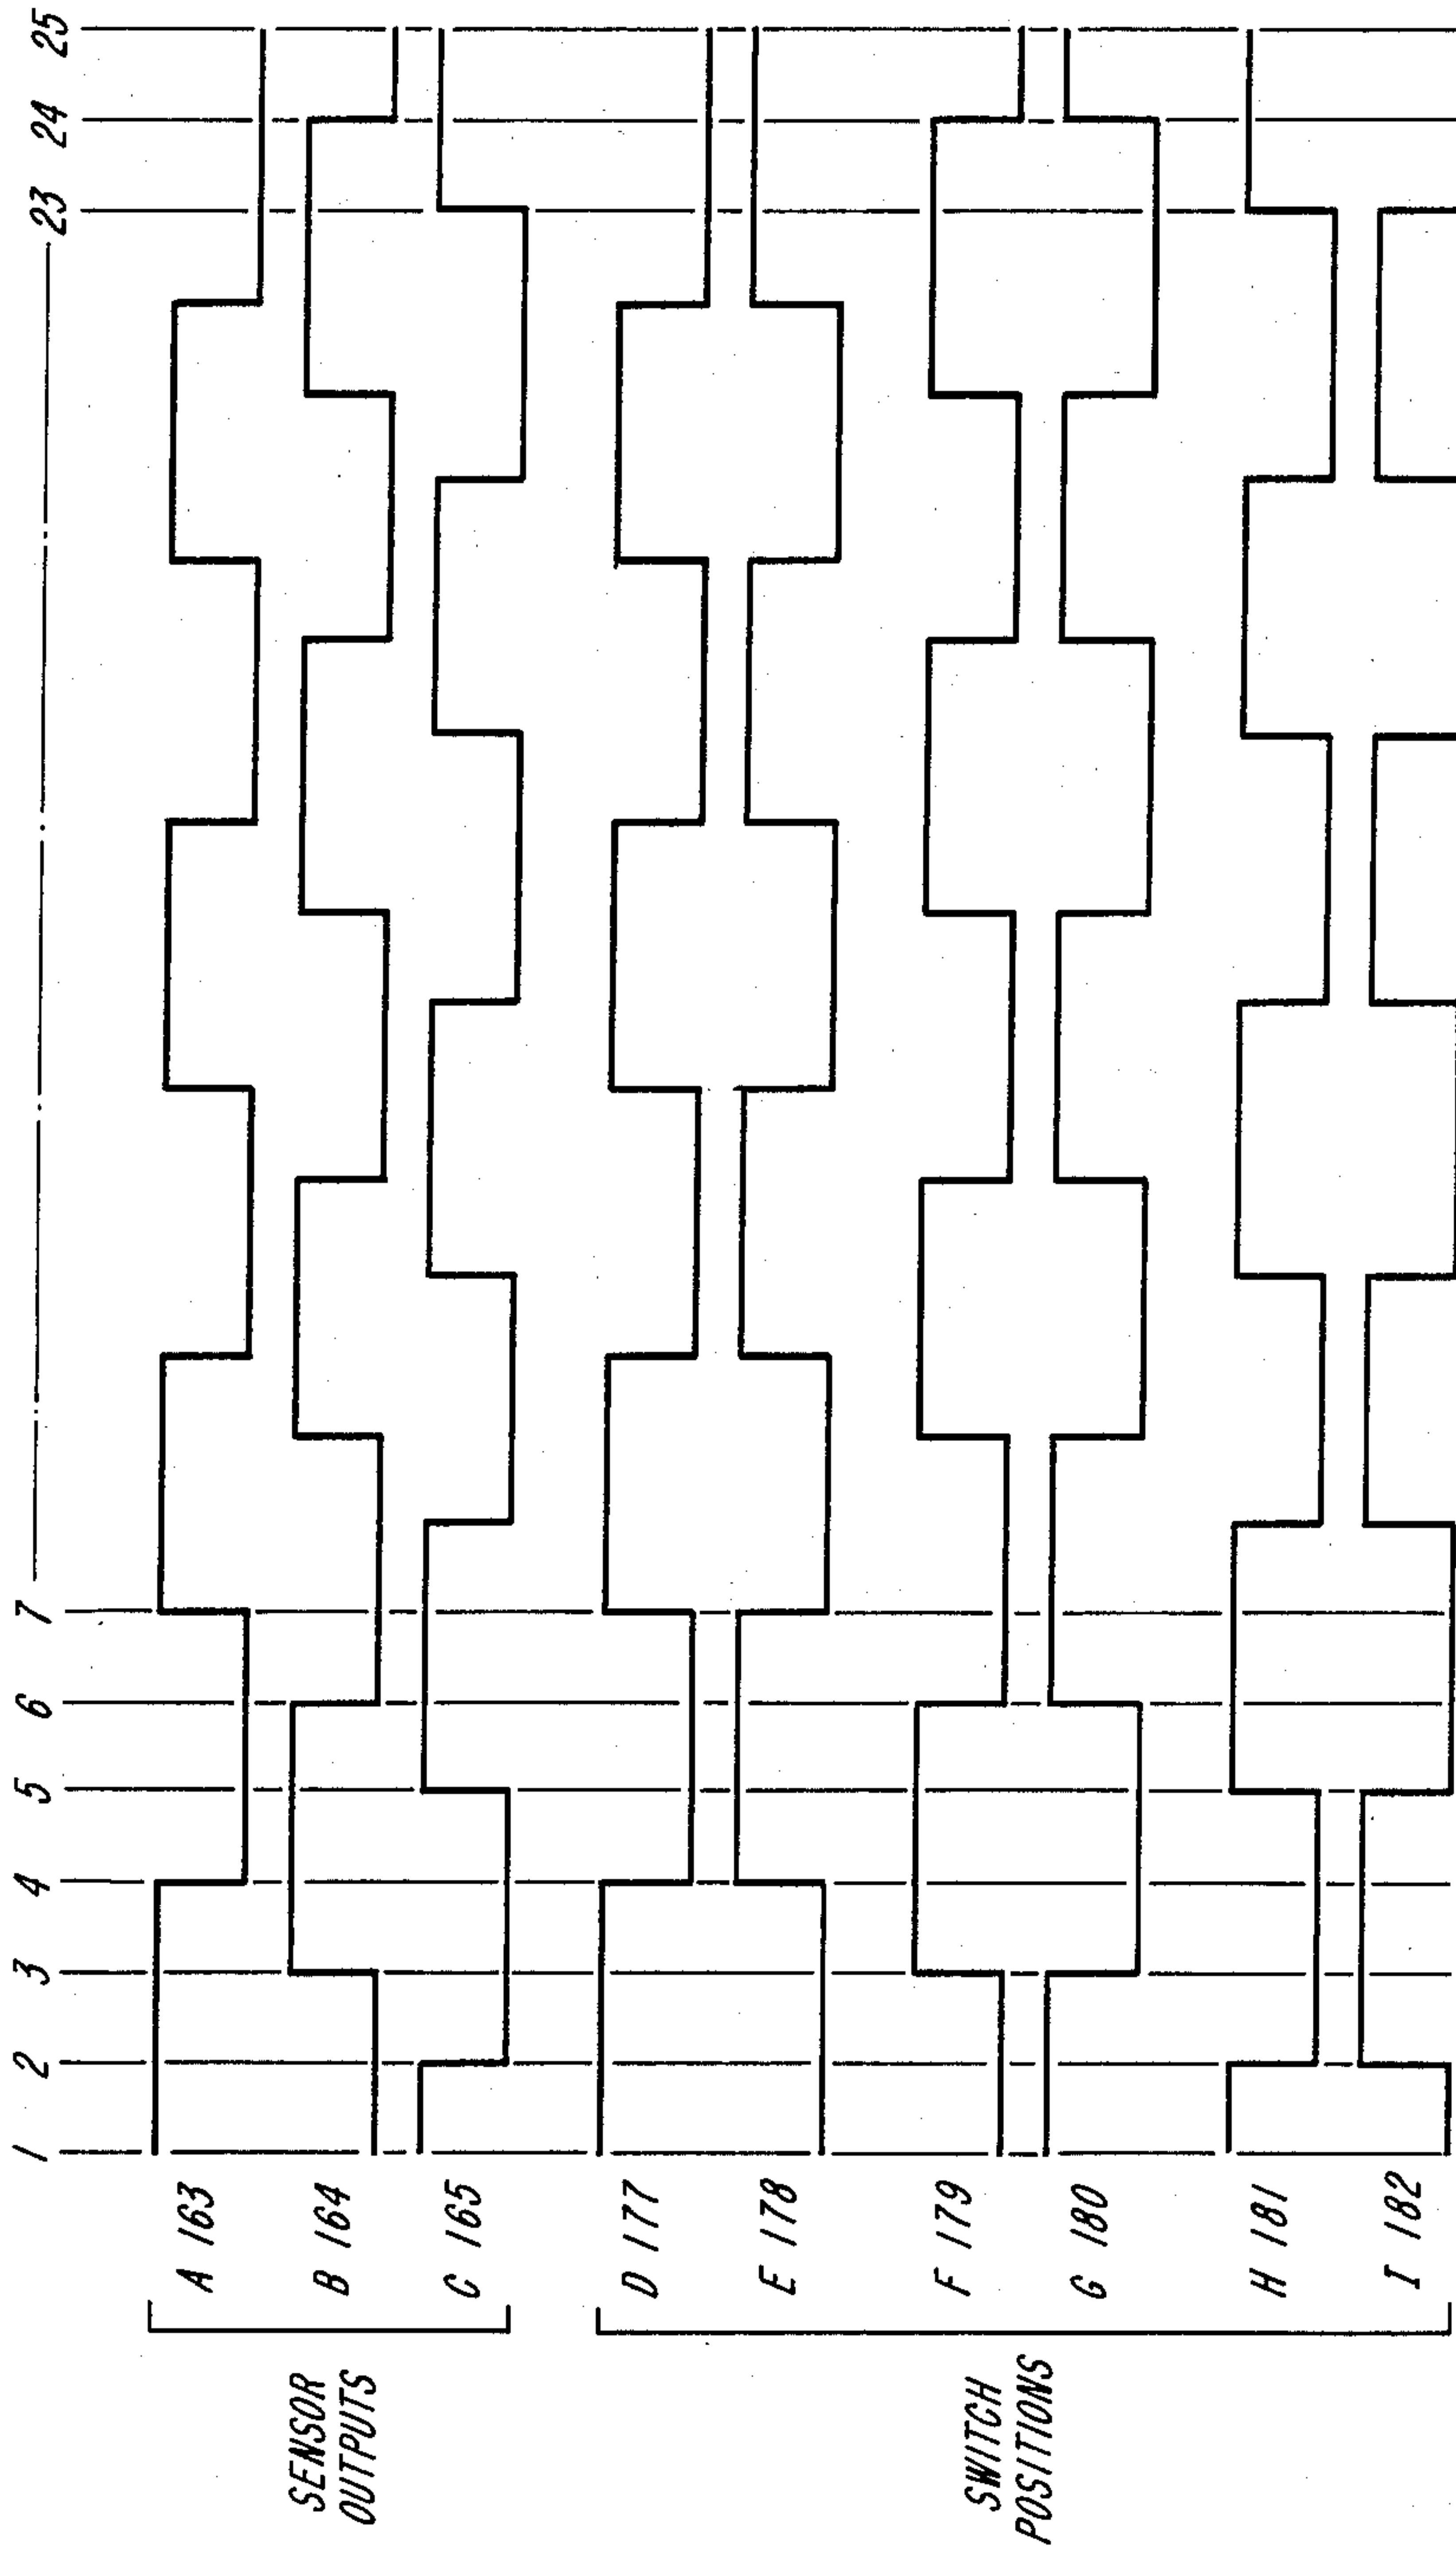 1 2 3 4 5 6 7 23 24 25
SENSOR
OUTPUTS
A 163
B 164
C 165
SWITCH
POSITIONS
D 177
E 178
F 179
G 180
H 181
I 182